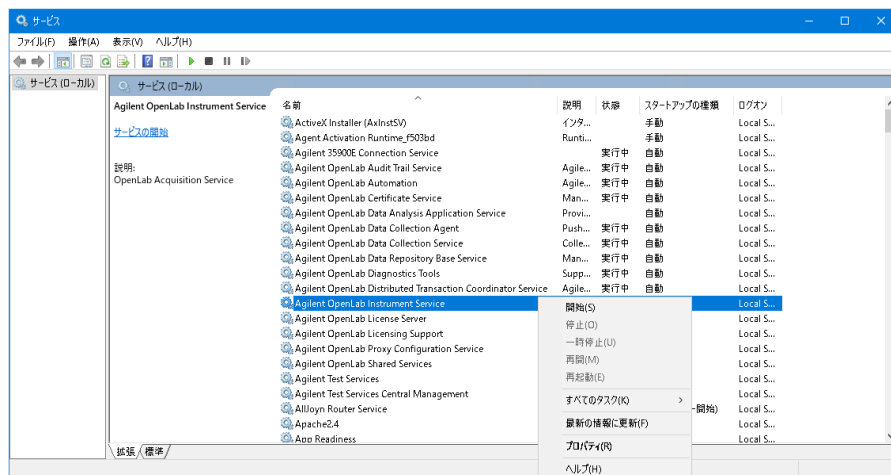 サービス
ファイル(F) 操作(A) 表示(V) ヘルプ(H)
サービス (ローカル)
サービス (ローカル)
Agilent OpenLab Instrument Service
サービスの開始
説明:
OpenLab Acquisition Service
名前 説明 状態 スタートアップの種類 ログオン
ActiveX Installer (AxInstSV) インタ... 手動 Local S...
Agent Activation Runtime_f503bd Runti... 手動 Local S...
Agilent 35900E Connection Service 実行中 自動 Local S...
Agilent OpenLab Audit Trail Service Agile... 実行中 自動 Local S...
Agilent OpenLab Automation Agile... 実行中 自動 Local S...
Agilent OpenLab Certificate Service Man... 実行中 自動 Local S...
Agilent OpenLab Data Analysis Application Service Provi... 自動 Local S...
Agilent OpenLab Data Collection Agent Push... 実行中 自動 Local S...
Agilent OpenLab Data Collection Service Colle... 実行中 自動 Local S...
Agilent OpenLab Data Repository Base Service Man... 実行中 自動 Local S...
Agilent OpenLab Diagnostics Tools Supp... 実行中 自動 Local S...
Agilent OpenLab Distributed Transaction Coordinator Service Agile... 実行中 自動 Local S...
Agilent OpenLab Instrument Service Local S...
Agilent OpenLab License Server Local S...
Agilent OpenLab Licensing Support Local S...
Agilent OpenLab Proxy Configuration Service Local S...
Agilent OpenLab Shared Services Local S...
Agilent Test Services Local S...
Agilent Test Services Central Management Local S...
AllJoyn Router Service -開始) Local S...
Apache2.4 Local S...
App Readiness Local S...
開始(S)
停止(O)
一時停止(U)
再開(M)
再起動(E)
すべてのタスク(K)
最新の情報に更新(F)
プロパティ(R)
ヘルプ(H)
拡張 標準